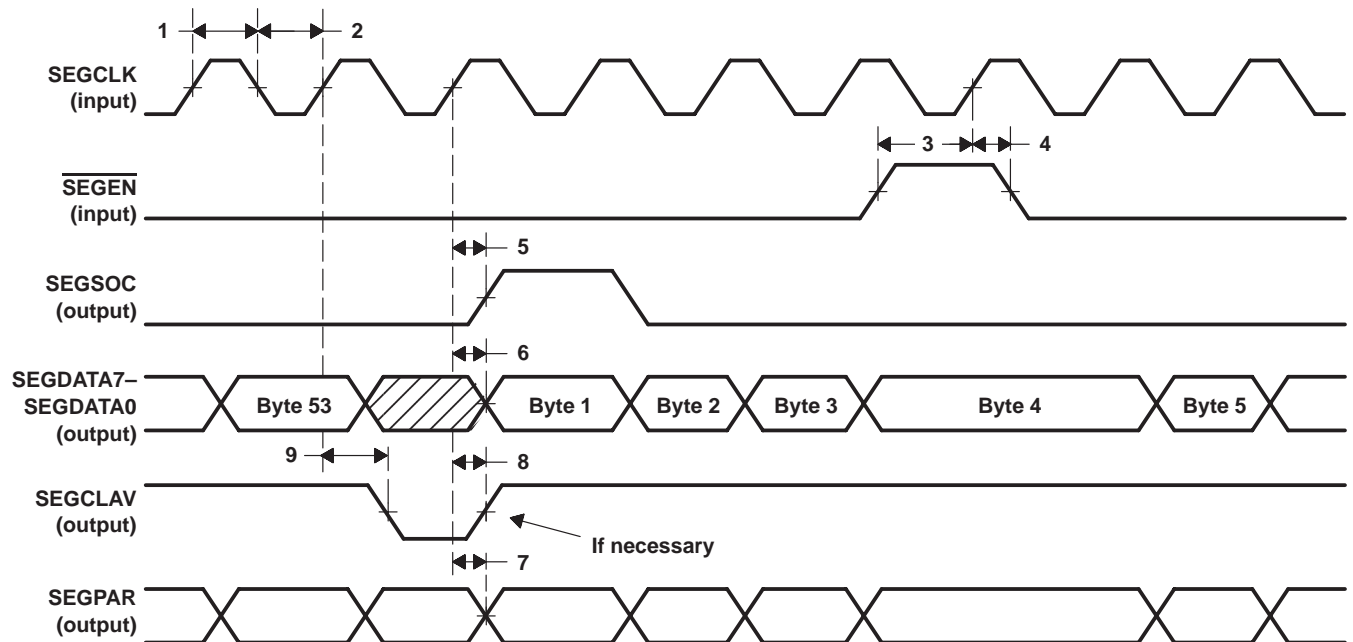 1
2
SEGCLK
(input)
3
4
SEGEN
(input)
5
SEGSOC
(output)
6
SEGDATA7–
SEGDATA0
(output)
Byte 53
Byte 1
Byte 2
Byte 3
Byte 4
Byte 5
9
8
SEGCLAV
(output)
If necessary
7
SEGPAR
(output)